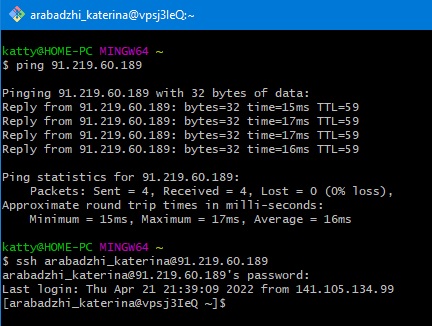 arabadzhi_katerina@vpsj3IeQ:~
katty@HOME-PC MINGW64 ~
$ ping 91.219.60.189
Pinging 91.219.60.189 with 32 bytes of data:
Reply from 91.219.60.189: bytes=32 time=15ms TTL=59
Reply from 91.219.60.189: bytes=32 time=17ms TTL=59
Reply from 91.219.60.189: bytes=32 time=17ms TTL=59
Reply from 91.219.60.189: bytes=32 time=16ms TTL=59
Ping statistics for 91.219.60.189:
Packets: Sent = 4, Received = 4, Lost = 0 (0% loss),
Approximate round trip times in milli-seconds:
Minimum = 15ms, Maximum = 17ms, Average = 16ms
katty@HOME-PC MINGW64 ~
$ ssh arabadzhi_katerina@91.219.60.189
arabadzhi_katerina@91.219.60.189's password:
Last login: Thu Apr 21 21:39:09 2022 from 141.105.134.99
[arabadzhi_katerina@vpsj3IeQ ~]$